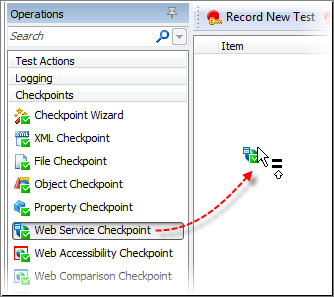 Operations
Search
Test Actions
Logging
Checkpoints
Checkpoint Wizard
XML Checkpoint
File Checkpoint
Object Checkpoint
Property Checkpoint
Web Service Checkpoint
Web Accessibility Checkpoint
Web Comparison Checkpoint
Record New Test
Item